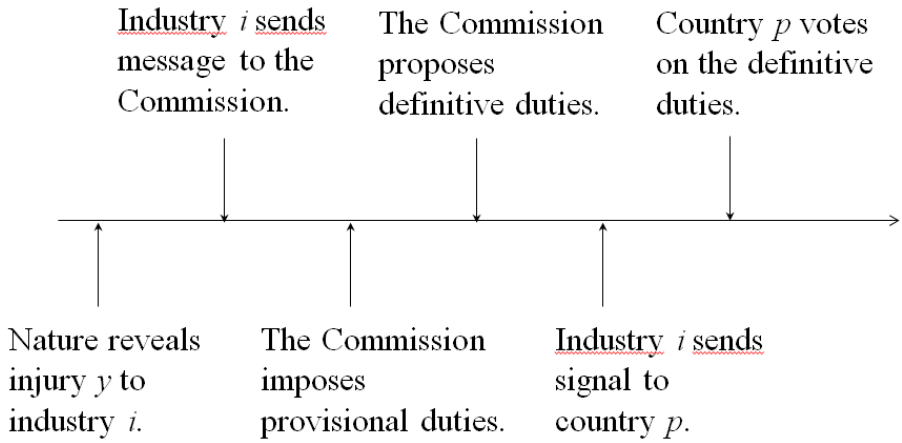 Industry i sends
message to the
Commission.
The Commission
proposes
definitive duties.
Country p votes
on the definitive
duties.
Nature reveals
injury y to
industry i.
The Commission
imposes
provisional duties.
Industry i sends
signal to
country p.